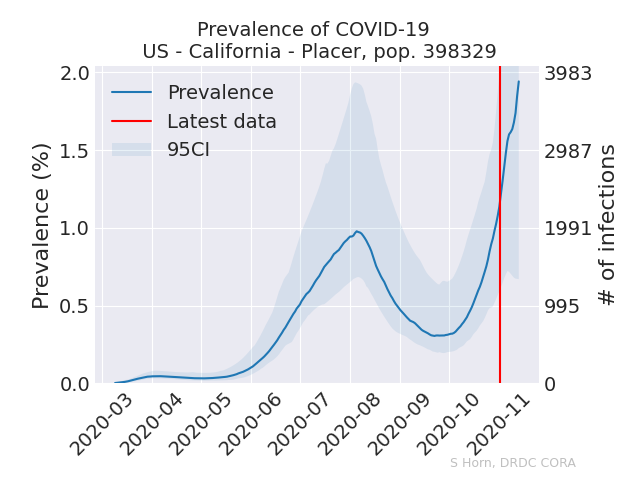 Prevalence of COVID-19
US - California - Placer, pop. 398329
Prevalence (%)
2.0
1.5
1.0
0.5
0.0
Prevalence
Latest data
95CI
3983
2987
1991
995
0
# of infections
2020-03
2020-04
2020-05
2020-06
2020-07
2020-08
2020-09
2020-10
2020-11
S Horn, DRDC CORA